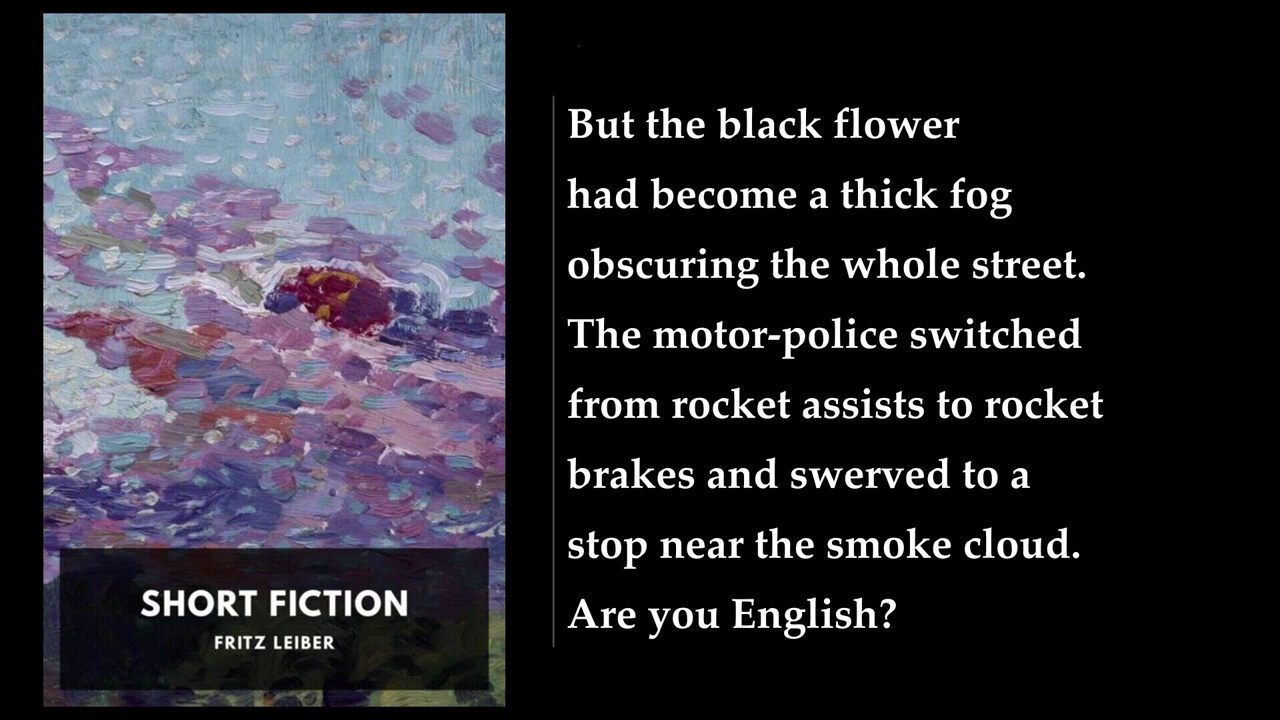 But the black flower
had become a thick fog
obscuring the whole street.
The motor-police switched
from rocket assists to rocket
brakes and swerved to a
stop near the smoke cloud.
Are you English?
SHORT FICTION
FRITZ LEIBER